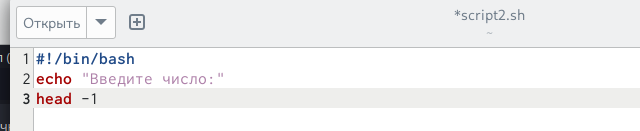 Открыть
*script2.sh
~
1 #!/bin/bash
2 echo "Введите число:"
3 head -1